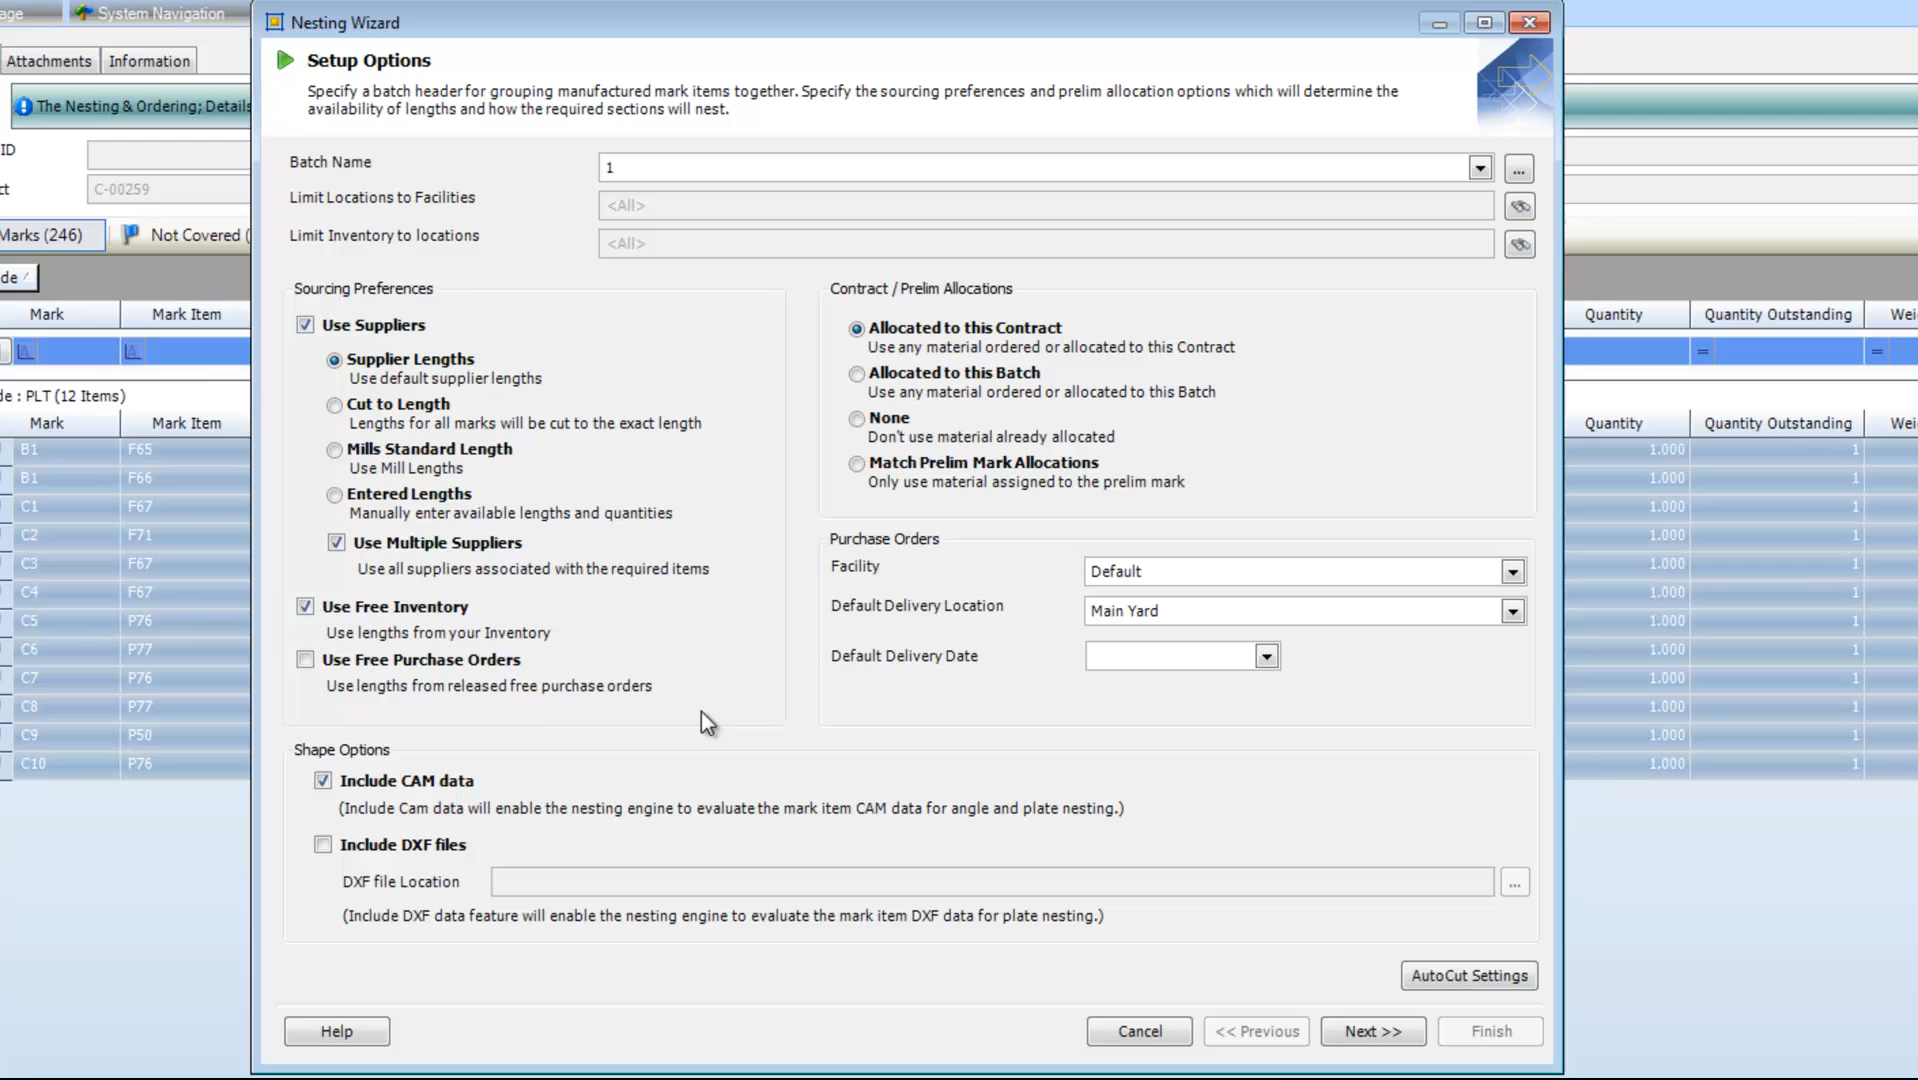 age
System Navigation
Nesting Wizard
Attachments
Information
Setup Options
Specify a batch header for grouping manufactured mark items together. Specify the sourcing preferences and prelim allocation options which will determine the
availability of lengths and how the required sections will nest.
The Nesting & Ordering; Details
ID
ct
C-00259
Marks (246)
Not Covered (
de
Batch Name
1
...
Limit Locations to Facilities
<All>
Limit Inventory to locations
<All>
Sourcing Preferences
Use Suppliers
Supplier Lengths
Use default supplier lengths
Cut to Length
Lengths for all marks will be cut to the exact length
Mills Standard Length
Use Mill Lengths
Entered Lengths
Manually enter available lengths and quantities
Use Multiple Suppliers
Use all suppliers associated with the required items
Use Free Inventory
Use lengths from your Inventory
Use Free Purchase Orders
Use lengths from released free purchase orders
Contract / Prelim Allocations
Allocated to this Contract
Use any material ordered or allocated to this Contract
Allocated to this Batch
Use any material ordered or allocated to this Batch
None
Don't use material already allocated
Match Prelim Mark Allocations
Only use material assigned to the prelim mark
Purchase Orders
Facility
Default
Default Delivery Location
Main Yard
Default Delivery Date
Shape Options
Include CAM data
(Include Cam data will enable the nesting engine to evaluate the mark item CAM data for angle and plate nesting.)
Include DXF files
DXF file Location
...
(Include DXF data feature will enable the nesting engine to evaluate the mark item DXF data for plate nesting.)
AutoCut Settings
Help
Cancel
<< Previous
Next >>
Finish
Mark Mark Item Quantity Quantity Outstanding Wei
= =
de : PLT (12 Items)
Mark Mark Item Quantity Quantity Outstanding Wei
B1 F65 1.000 1
B1 F66 1.000 1
C1 F67 1.000 1
C2 F71 1.000 1
C3 F67 1.000 1
C4 F67 1.000 1
C5 P76 1.000 1
C6 P77 1.000 1
C7 P76 1.000 1
C8 P77 1.000 1
C9 P50 1.000 1
C10 P76 1.000 1